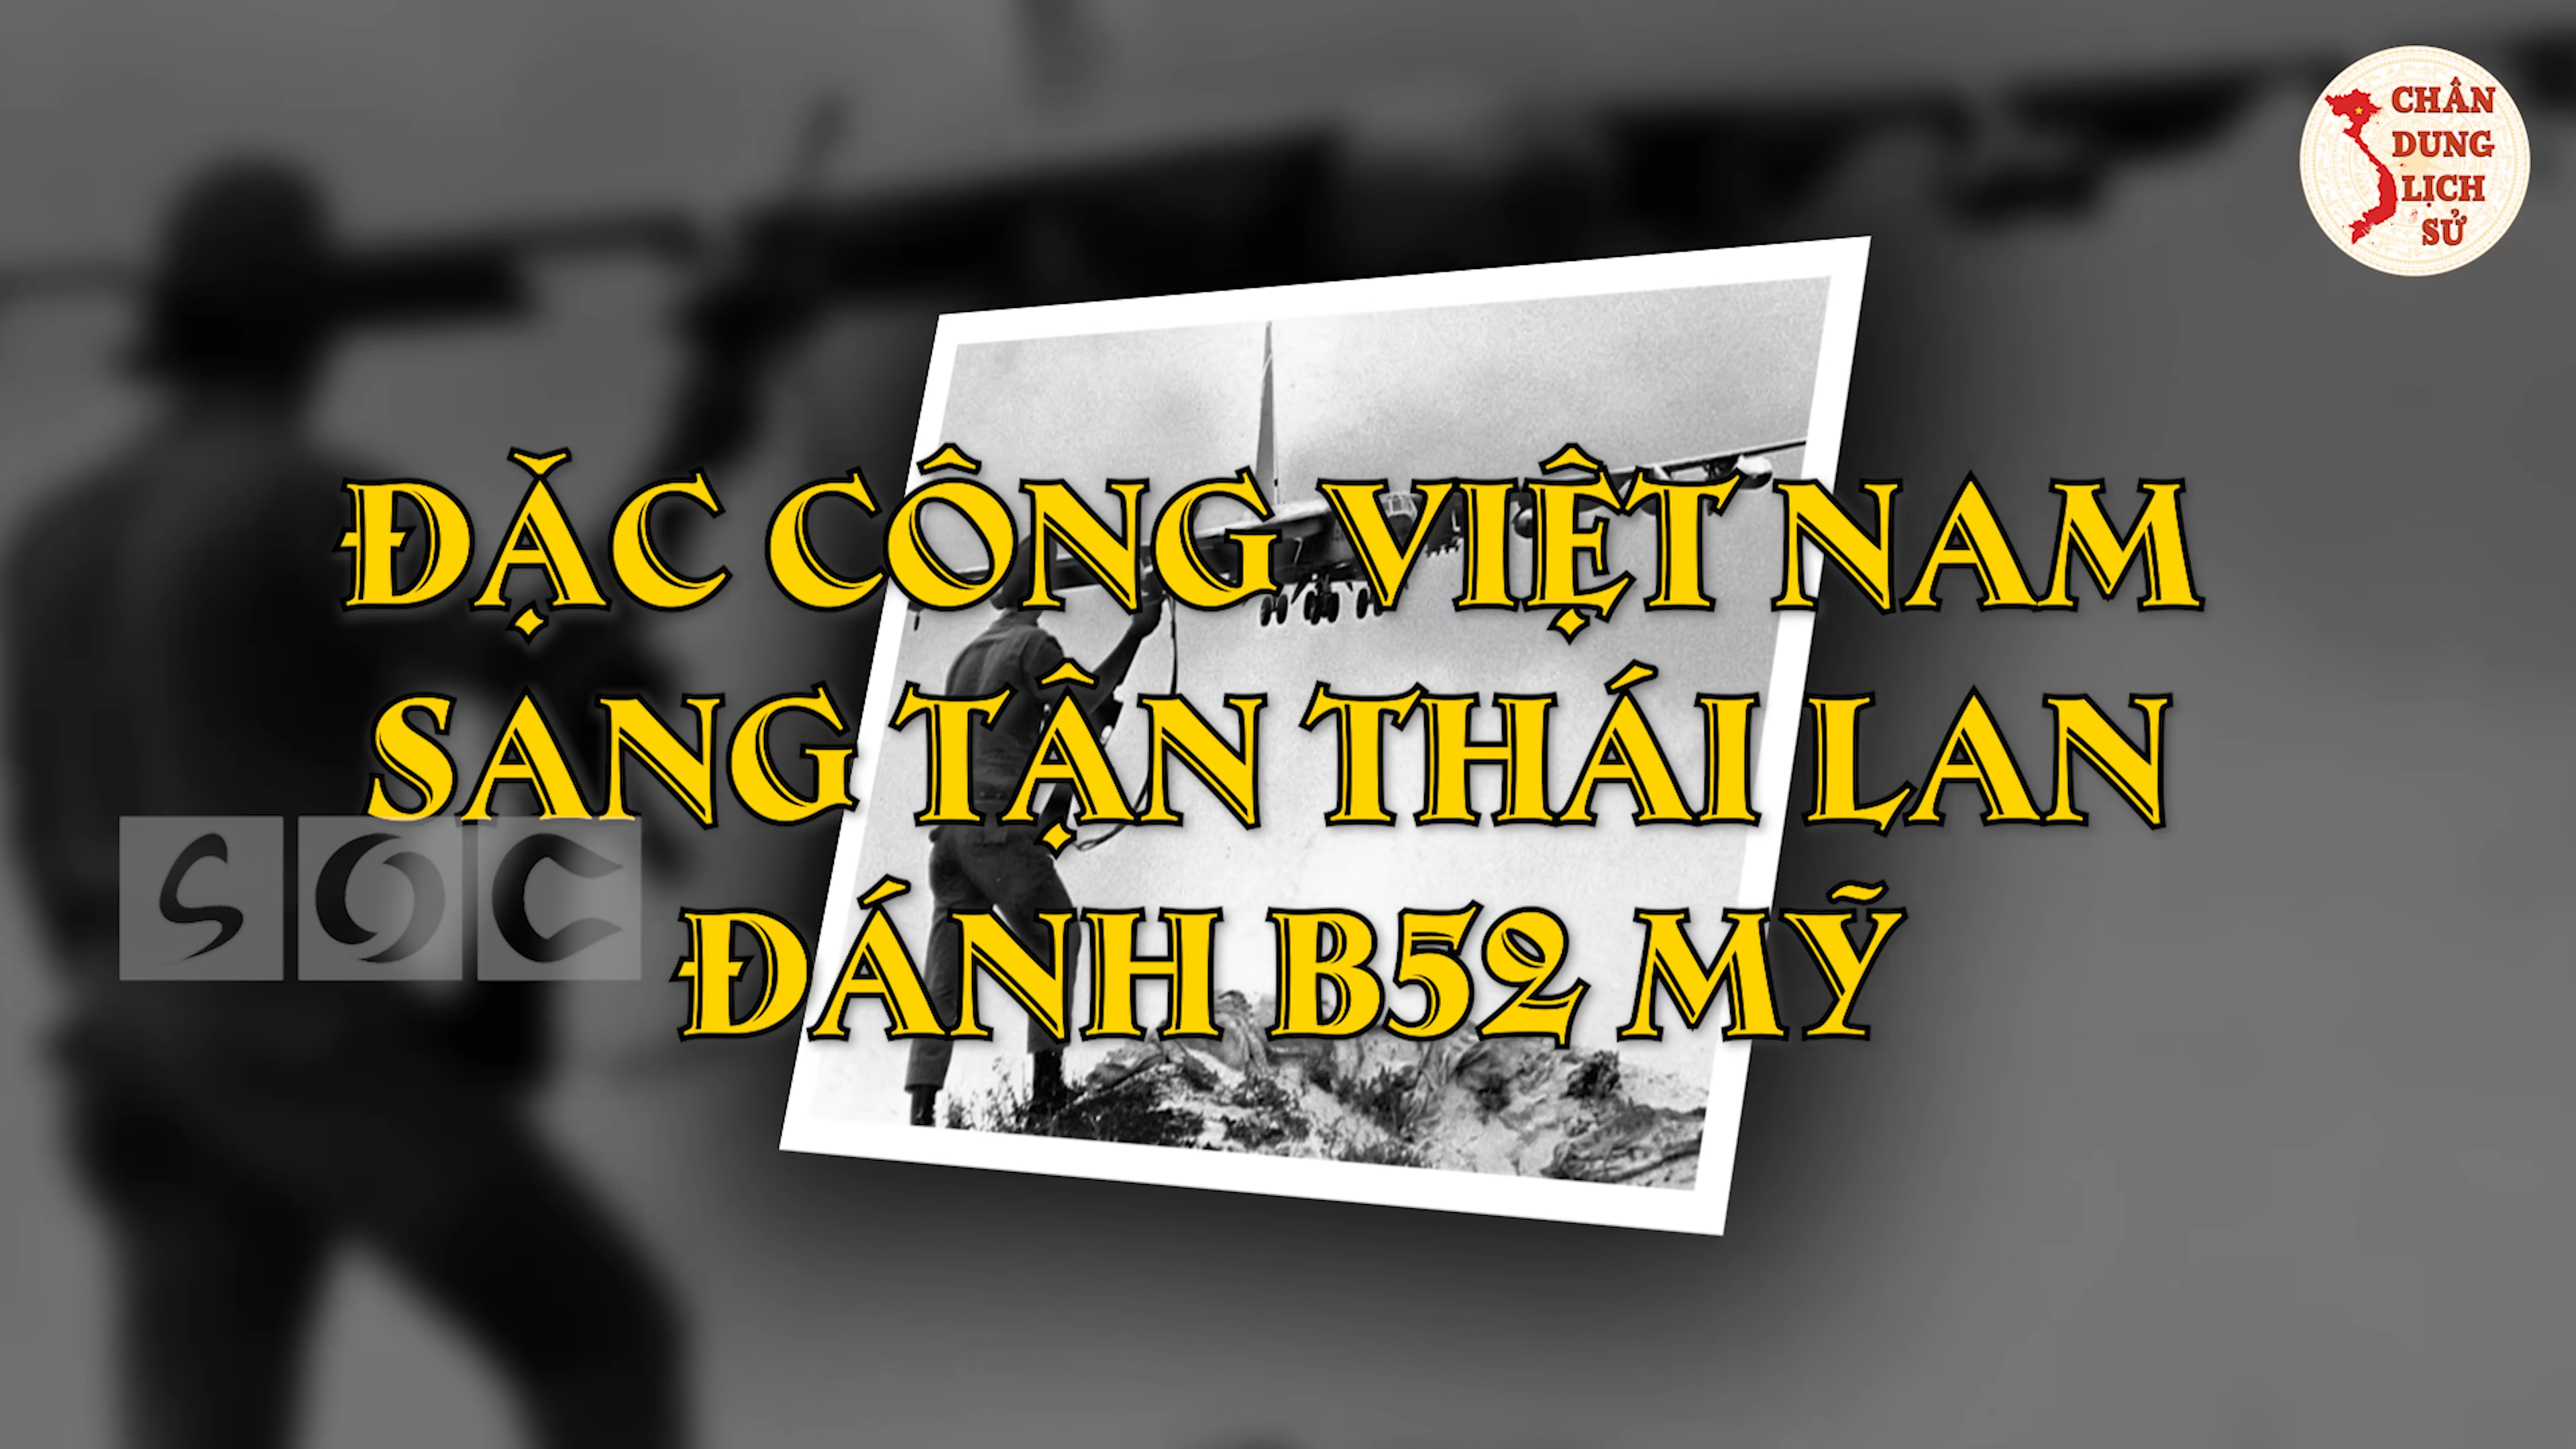 CHÂN
DUNG
LỊCH
SỬ
ĐẶC CÔNG VIỆT NAM
SANG TẬN THÁI LAN
ĐÁNH B52 MỸ
SOC